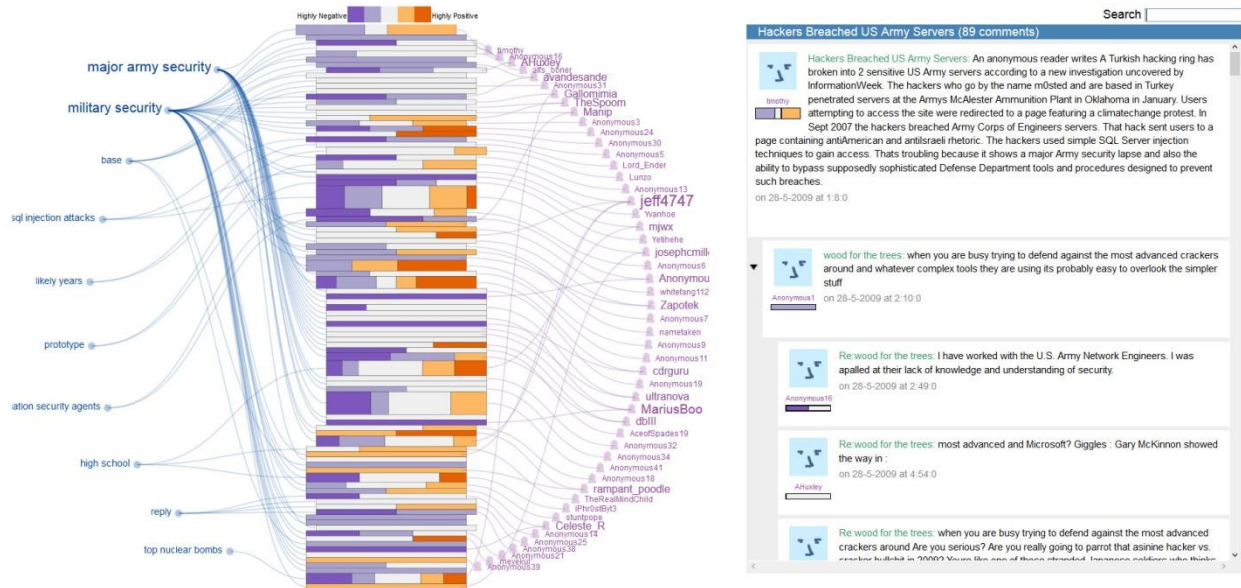 Highly Negative
Highly Positive
major army security
military security
base
sql injection attacks
likely years
prototype
ation security agents
high school
reply
top nuclear bombs
timothy
Anonymous16
AHuxley
avandesande
Anonymous31
Gallomimia
TheSpoom
Manip
Anonymous3
Anonymous24
Anonymous30
Anonymous5
Lord_Ender
Lunzo
Anonymous13
jeff4747
Yvanhoe
mjwx
Yetihehe
josephcmill
Anonymous6
Anonymou
whitefang112
Zapotek
Anonymous7
nametaken
Anonymous9
Anonymous11
cdrguru
Anonymous19
ultranova
MariusBoo
dbIII
AceofSpades19
Anonymous32
Anonymous34
Anonymous41
Anonymous18
rampant_poodle
TheRealMindChild
iPhr0stByt3
stuntpope
Celeste_R
Anonymous14
Anonymous25
Anonymous38
Anonymous21
mevekul
Anonymous39
Search
Hackers Breached US Army Servers (89 comments)
timothy
Hackers Breached US Army Servers: An anonymous reader writes A Turkish hacking ring has
broken into 2 sensitive US Army servers according to a new investigation uncovered by
InformationWeek. The hackers who go by the name m0sted and are based in Turkey
penetrated servers at the Armys McAlester Ammunition Plant in Oklahoma in January. Users
attempting to access the site were redirected to a page featuring a climatechange protest. In
Sept 2007 the hackers breached Army Corps of Engineers servers. That hack sent users to a
page containing antiAmerican and antiIsraeli rhetoric. The hackers used simple SQL Server injection
techniques to gain access. Thats troubling because it shows a major Army security lapse and also the
ability to bypass supposedly sophisticated Defense Department tools and procedures designed to prevent
such breaches.
on 28-5-2009 at 1:8:0
Anonymous1
wood for the trees: when you are busy trying to defend against the most advanced crackers
around and whatever complex tools they are using its probably easy to overlook the simpler
stuff
on 28-5-2009 at 2:10:0
Anonymous16
Re:wood for the trees: I have worked with the U.S. Army Network Engineers. I was
apalled at their lack of knowledge and understanding of security.
on 28-5-2009 at 2:49:0
AHuxley
Re:wood for the trees: most advanced and Microsoft? Giggles : Gary McKinnon showed
the way in :
on 28-5-2009 at 4:54:0
Re:wood for the trees: when you are busy trying to defend against the most advanced
crackers around Are you serious? Are you really going to parrot that asinine hacker vs.